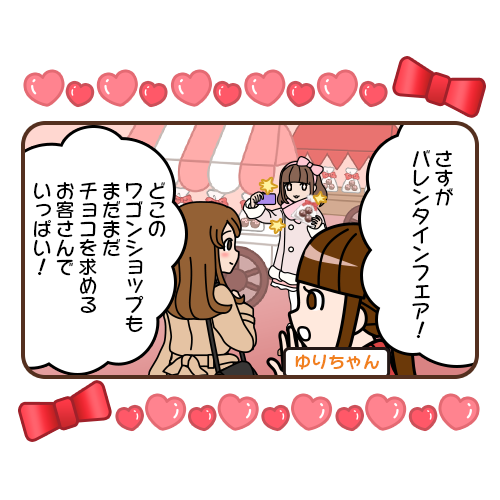 さすが
バレンタインフェア！
どこの
ワゴンショップも
まだまだ
チョコを求める
お客さんで
いっぱい！
ゆりちゃん